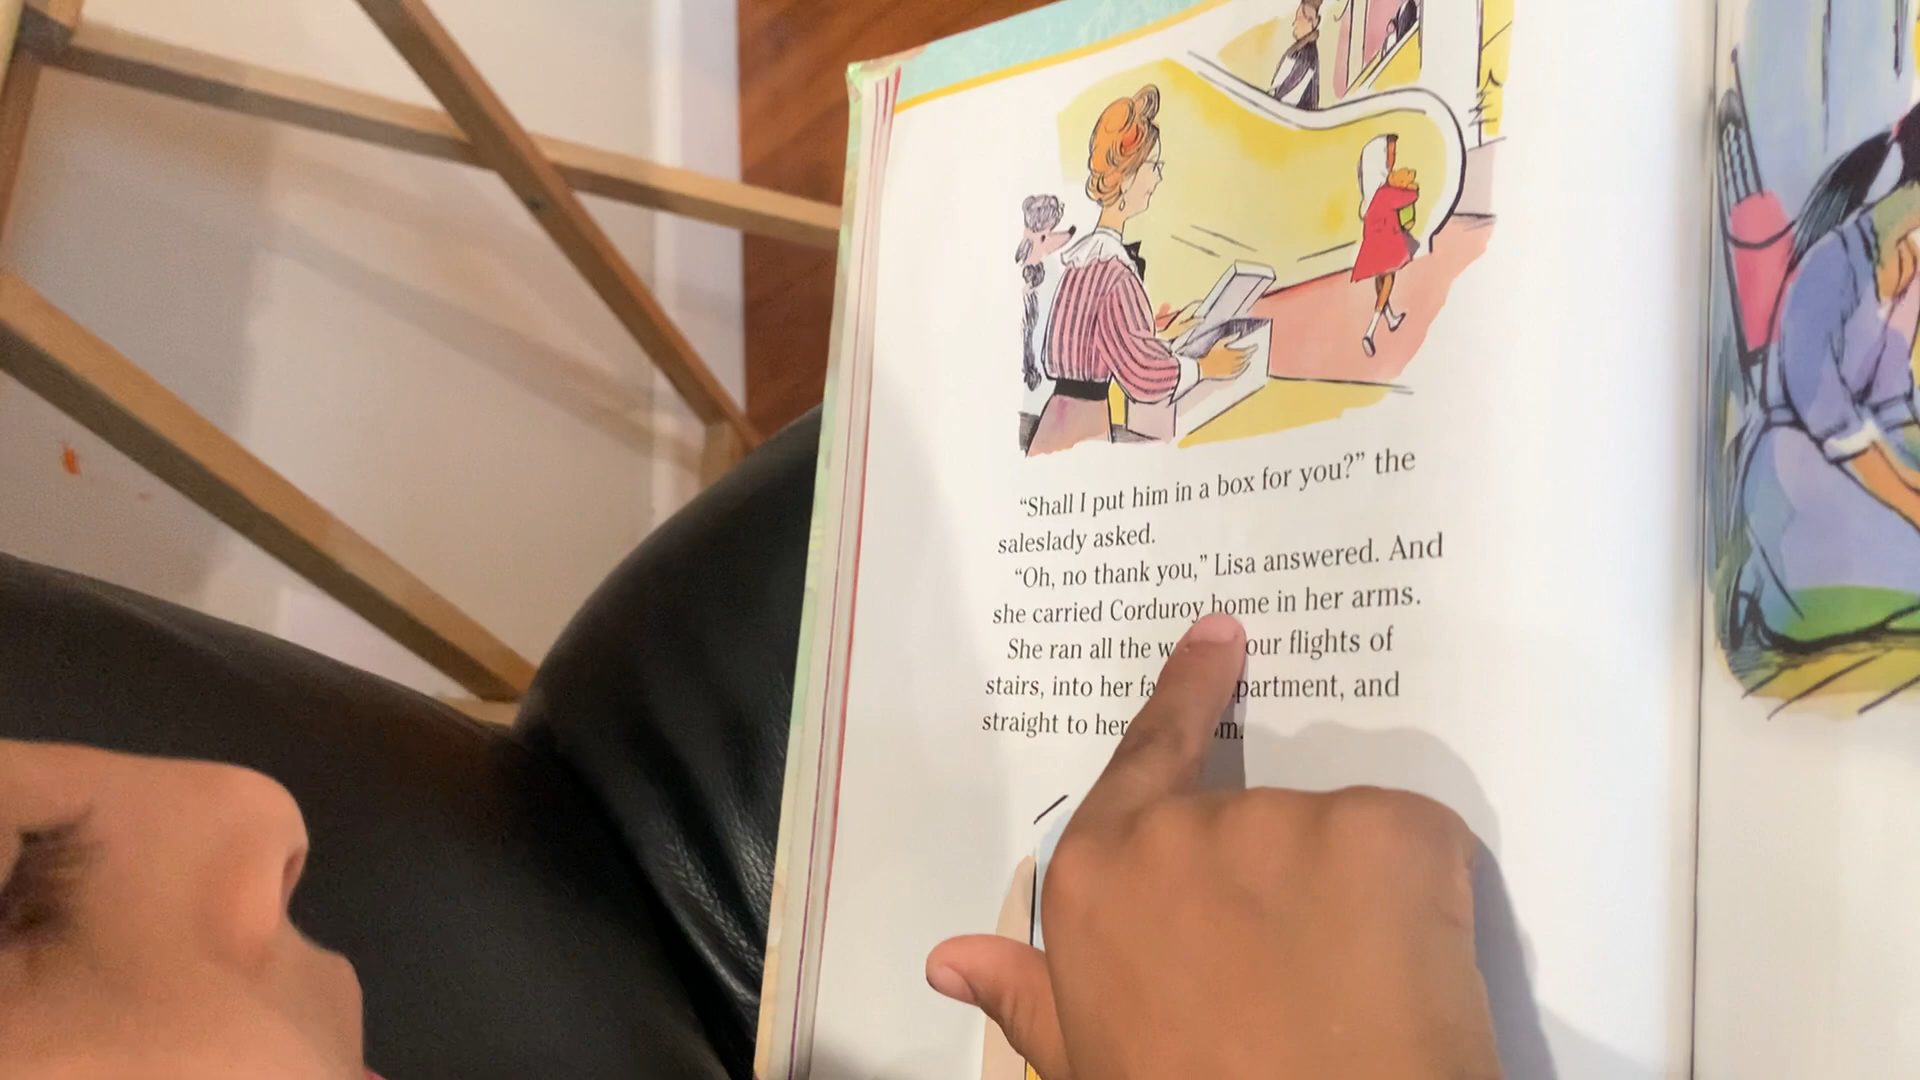 “Shall I put him in a box for you?” the
saleslady asked.
“Oh, no thank you,” Lisa answered. And
she carried Corduroy home in her arms.
She ran all the our flights of
stairs, into her partment, and
straight to her